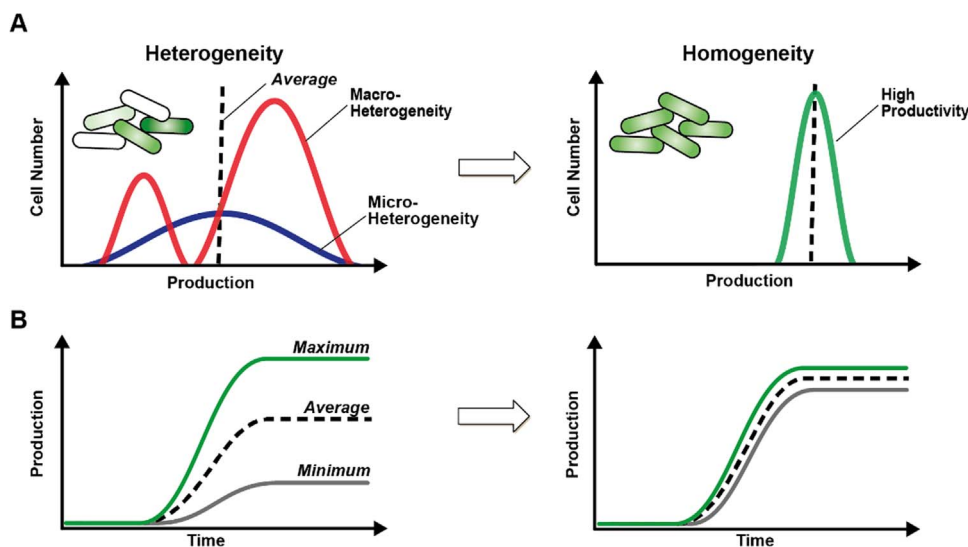 A
Heterogeneity
Homogeneity
Average
Macro-
Heterogeneity
Micro-
Heterogeneity
Cell Number
Production
High
Productivity
Cell Number
Production
B
Maximum
Average
Minimum
Production
Time
Production
Time